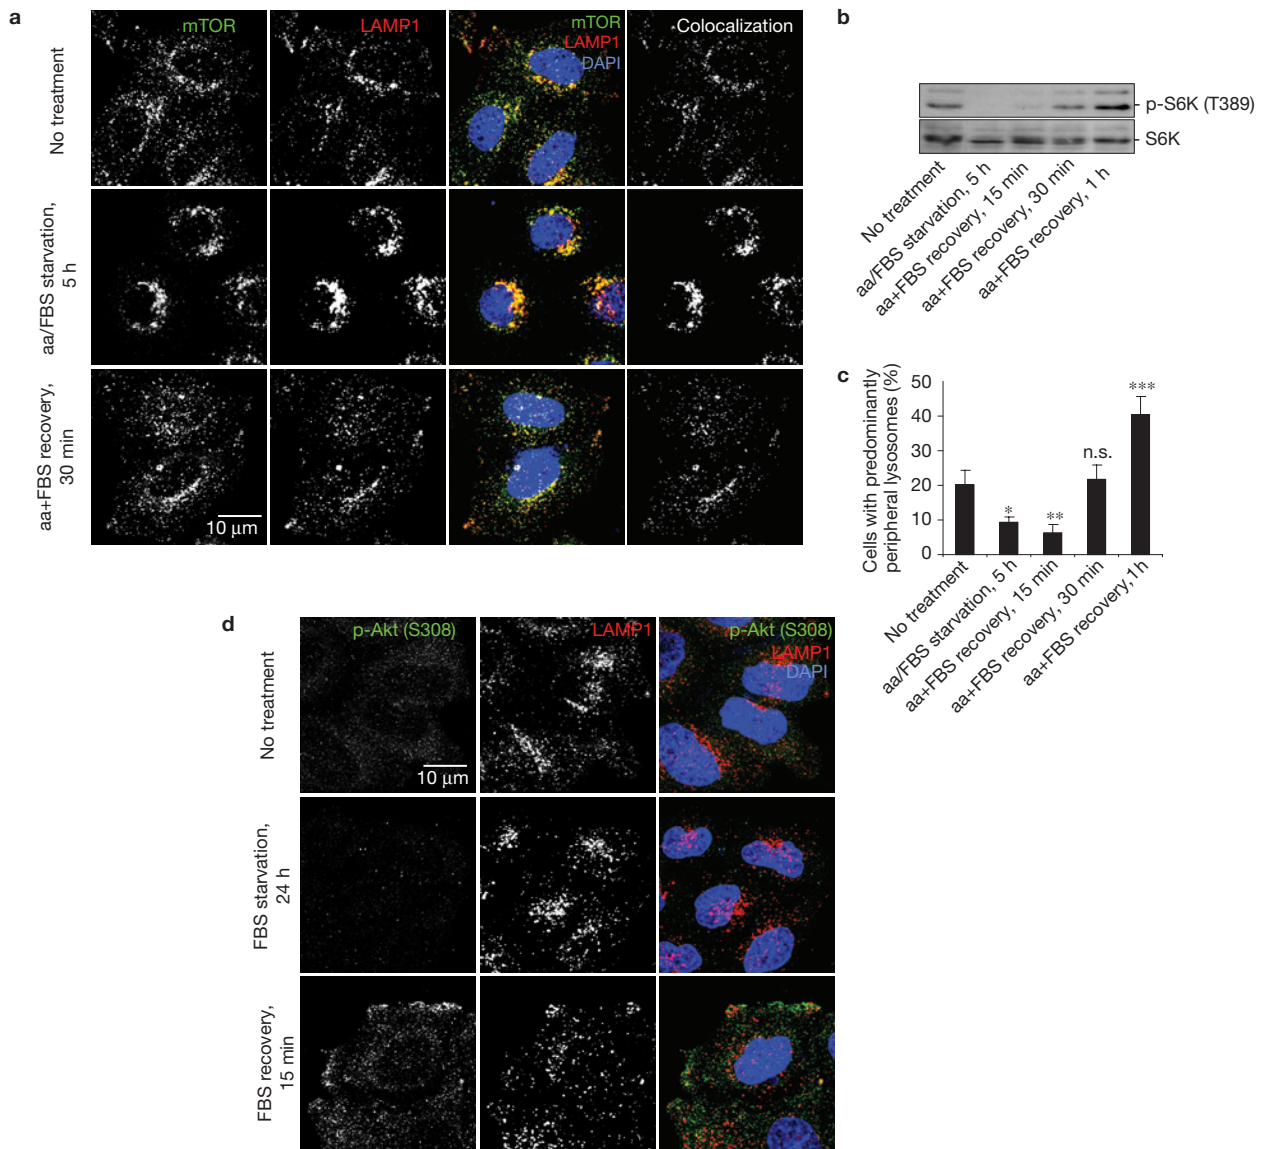 a
mTOR
LAMP1
mTOR
LAMP1
DAPI
Colocalization
No treatment
aa/FBS starvation,
5 h
aa+FBS recovery,
30 min
10 μm
b
p-S6K (T389)
S6K
No treatment
aa/FBS starvation, 5 h
aa+FBS recovery, 15 min
aa+FBS recovery, 30 min
aa+FBS recovery, 1 h
c
Cells with predominantly
peripheral lysosomes (%)
50
40
30
20
10
0
*
**
n.s.
***
No treatment
aa/FBS starvation, 5 h
aa+FBS recovery, 15 min
aa+FBS recovery, 30 min
aa+FBS recovery, 1h
d
p-Akt (S308)
LAMP1
p-Akt (S308)
LAMP1
DAPI
No treatment
10 μm
FBS starvation,
24 h
FBS recovery,
15 min